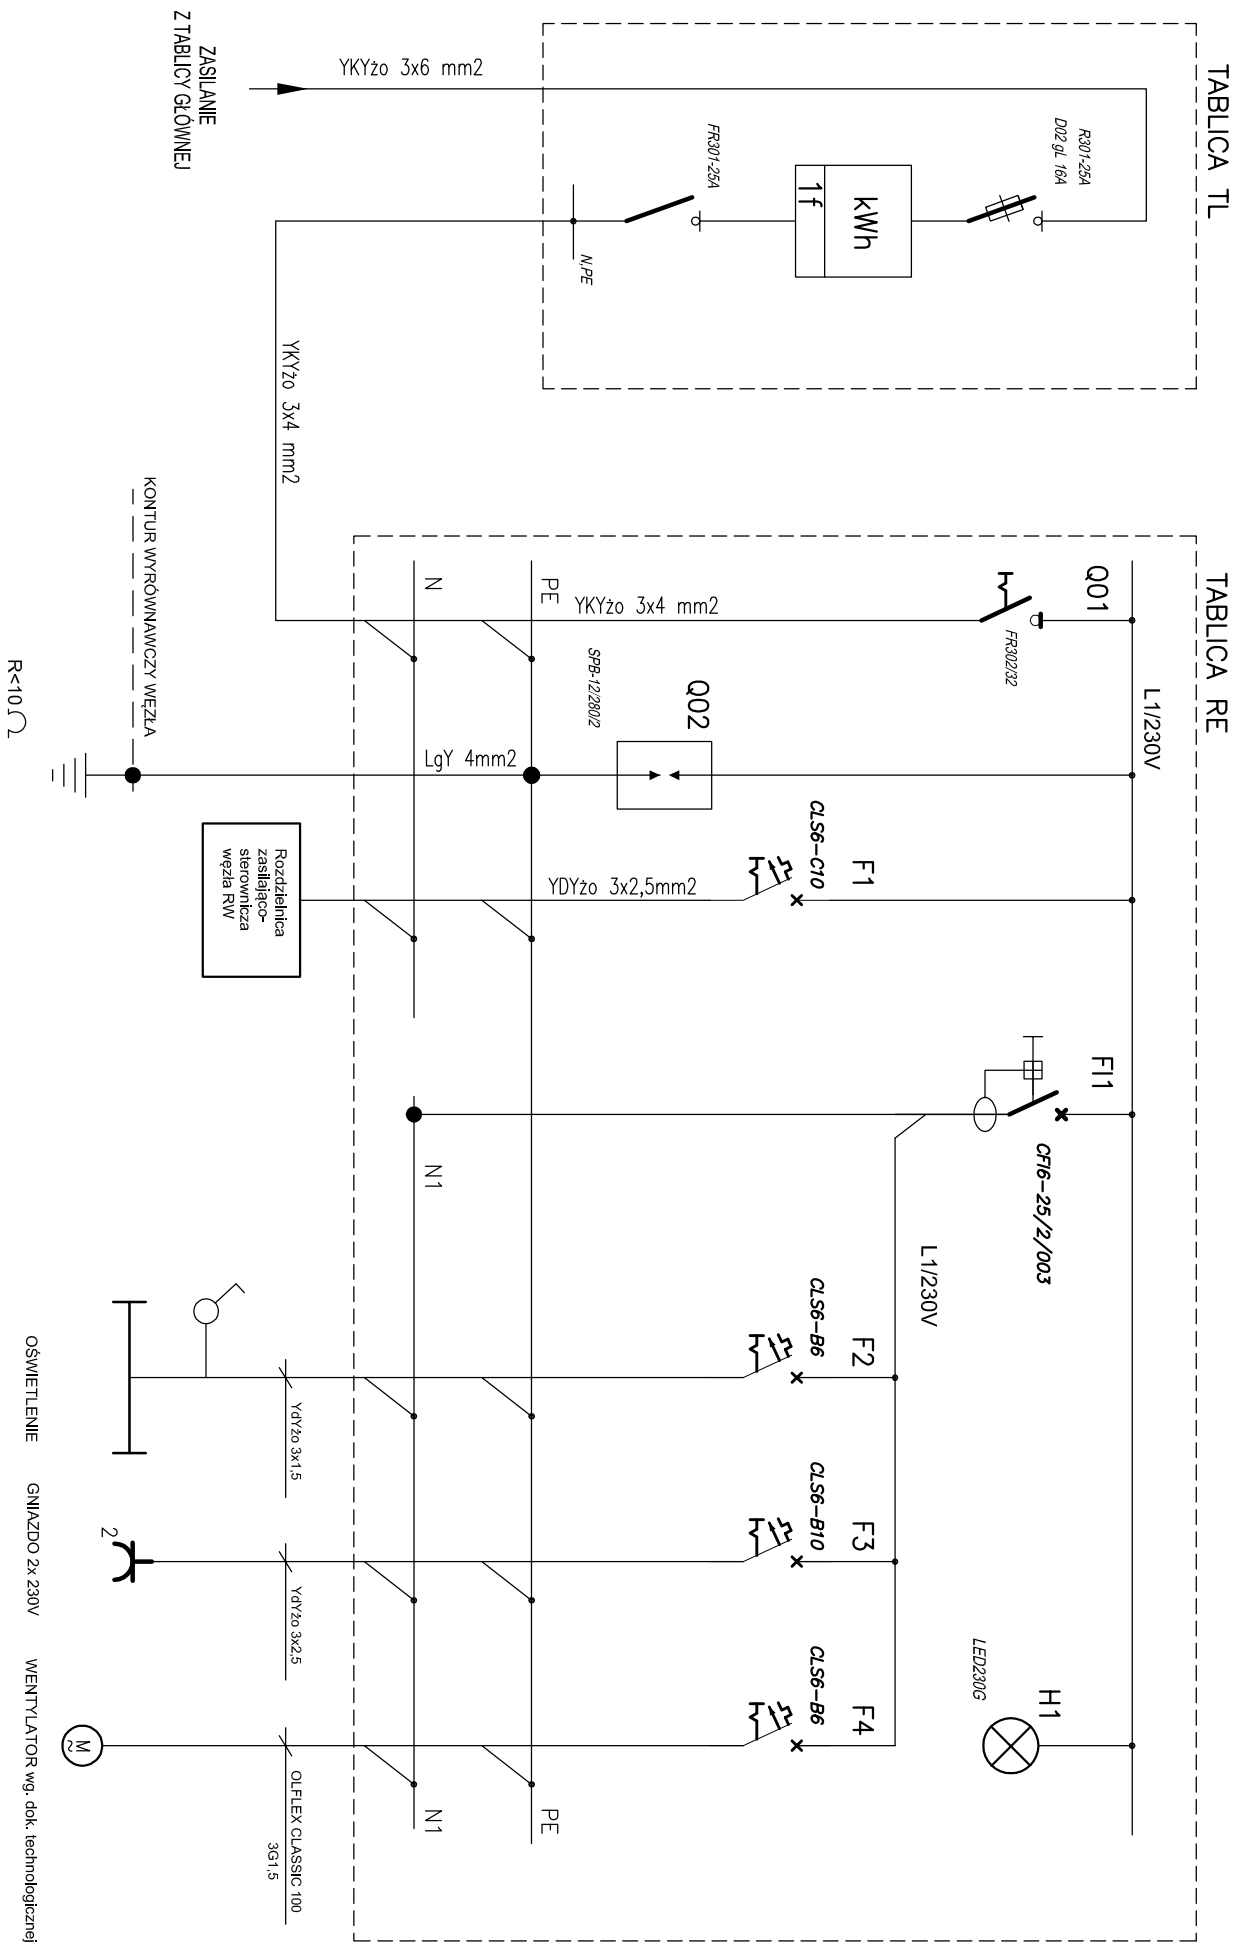 TABLICA TL
ZASILANIE
Z TABLICY GŁÓWNEJ
YKYżo 3x6 mm2
R301-25A
D02 gL 16A
kWh
1f
FR301-25A
N,PE
YKYżo 3x4 mm2
TABLICA RE
Q01
FR302/32
L1/230V
YKYżo 3x4 mm2
PE
N
Q02
SPB-12/280/2
LgY 4mm2
KONTUR WYRÓWNAWCZY WĘZŁA
R<10Ω
F1
CLS6-C10
YDYżo 3x2,5mm2
Rozdzielnica
zasilająco-
sterownicza
węzła RW
FI1
CFI6-25/2/003
N1
L1/230V
F2
CLS6-B6
YdYżo 3x1,5
OŚWIETLENIE
F3
CLS6-B10
YdYżo 3x2,5
2
GNIAZDO 2x 230V
H1
LED230G
F4
CLS6-B6
PE
N1
OLFLEX CLASSIC 100
3G1,5
M
~
WENTYLATOR wg. dok. technologicznej